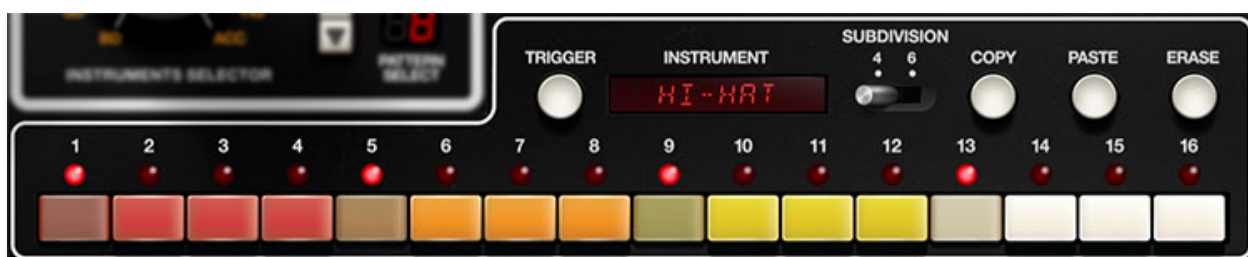 BD ACC
INSTRUMENTS SELECTOR
PATTERN
SELECT
TRIGGER
INSTRUMENT
HI-HAT
SUBDIVISION
4 6
COPY
PASTE
ERASE
1 2 3 4 5 6 7 8 9 10 11 12 13 14 15 16